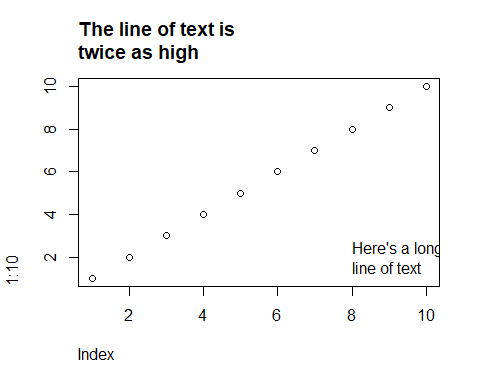 The line of text is
twice as high
10
8
6
4
2
1:10
Here's a long
line of text
2 4 6 8 10
Index